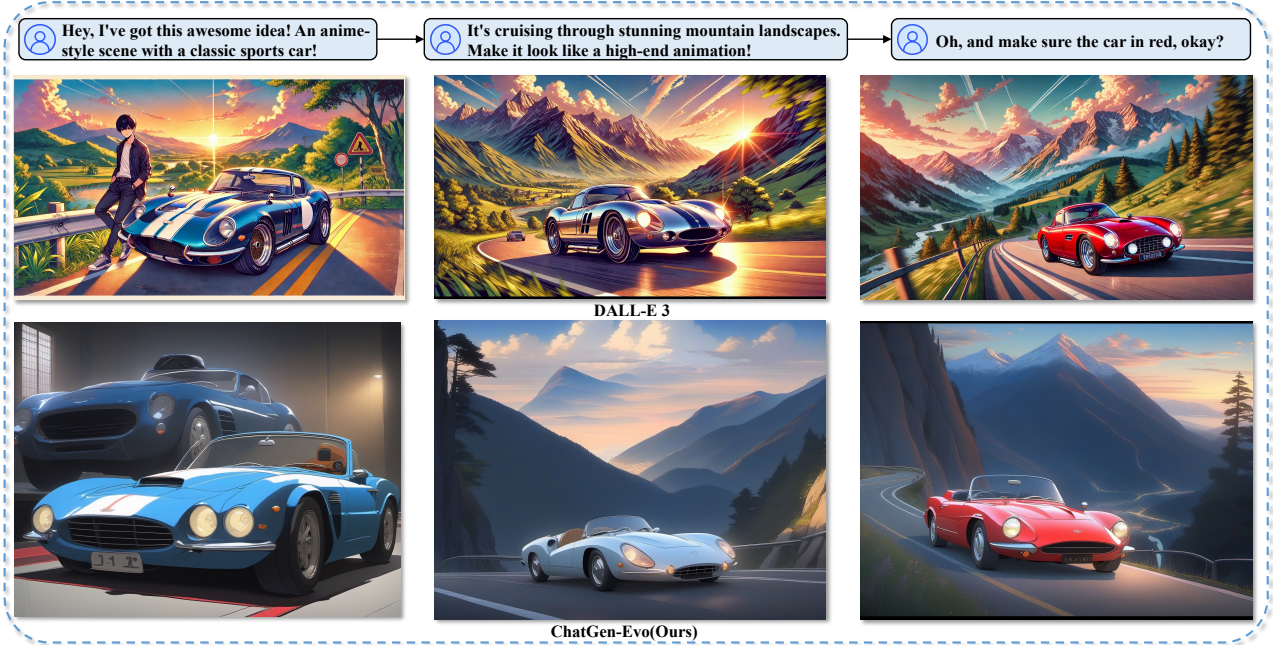 Hey, I've got this awesome idea! An anime-
style scene with a classic sports car!
It's cruising through stunning mountain landscapes.
Make it look like a high-end animation!
Oh, and make sure the car in red, okay?
DALL-E 3
ChatGen-Evo(Ours)